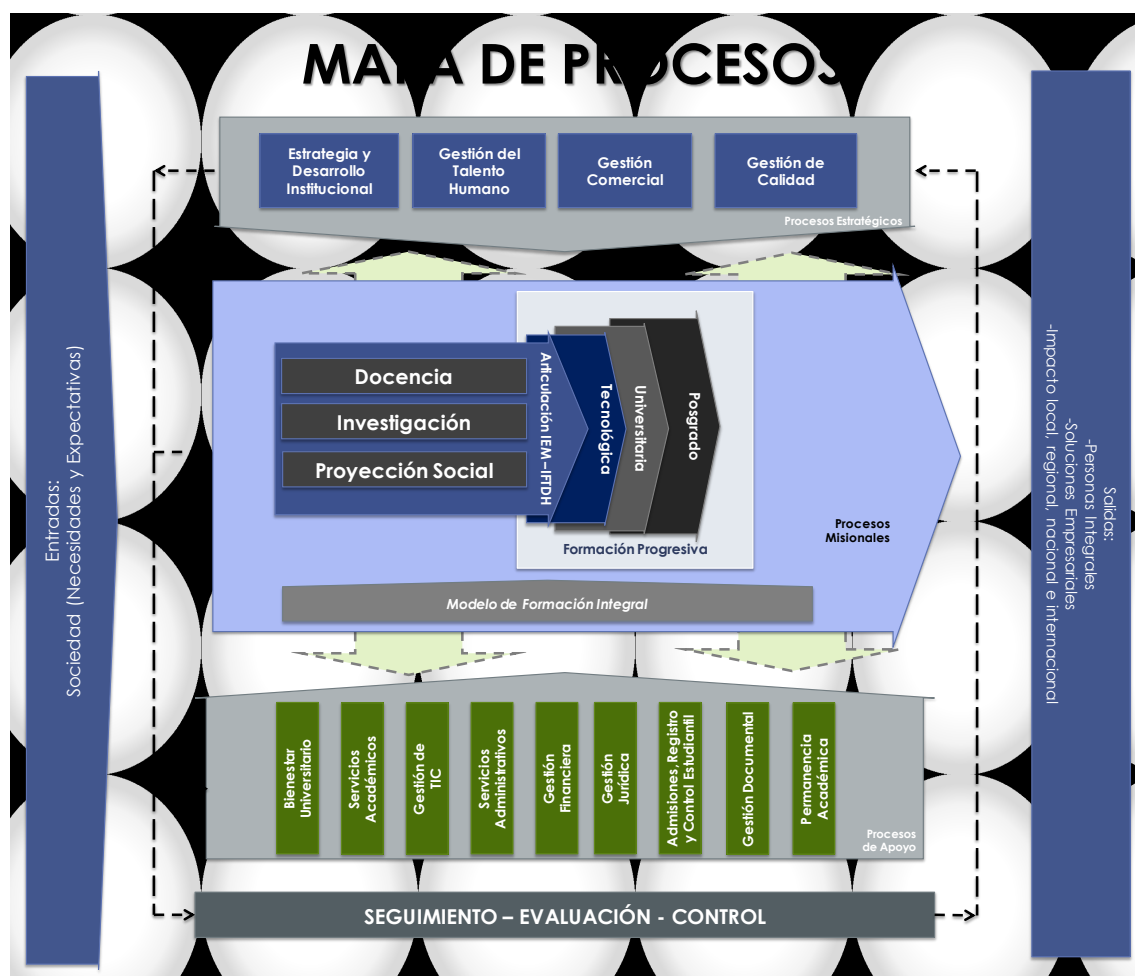 MAPA DE PROCESOS
Estrategia y
Desarrollo
Institucional
Gestión del
Talento
Humano
Gestión
Comercial
Gestión de
Calidad
Procesos Estratégicos
Entradas:
Sociedad (Necesidades y Expectativas)
Docencia
Investigación
Proyección Social
Articulación IEM – IFTDH
Tecnológica
Universitaria
Posgrado
Formación Progresiva
Procesos
Misionales
Modelo de Formación Integral
Salidas:
-Personas Integrales
-Soluciones Empresariales
-Impacto local, regional, nacional e internacional
Bienestar
Universitario
Servicios
Académicos
Gestión de
TIC
Servicios
Administrativos
Gestión
Financiera
Gestión
Jurídica
Admisiones, Registro
y Control Estudiantil
Gestión Documental
Permanencia
Académica
Procesos
de Apoyo
SEGUIMIENTO – EVALUACIÓN - CONTROL